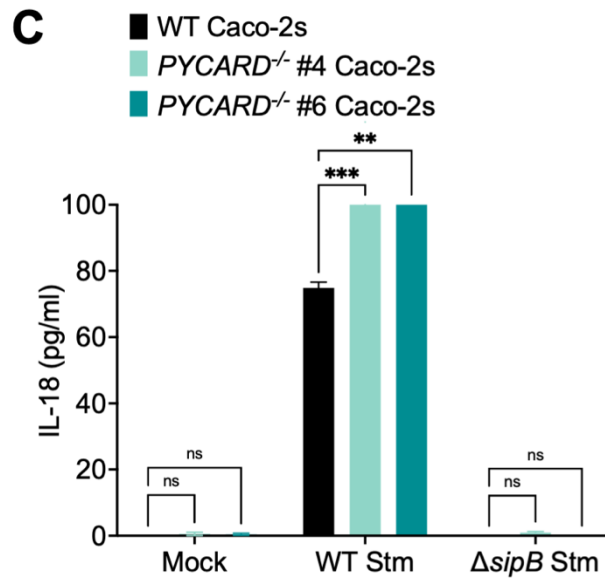 C
WT Caco-2s
PYCARD-/- #4 Caco-2s
PYCARD-/- #6 Caco-2s
**
***
100
80
60
40
20
0
IL-18 (pg/ml)
ns
ns
ns
ns
Mock
WT Stm
ΔsipB Stm